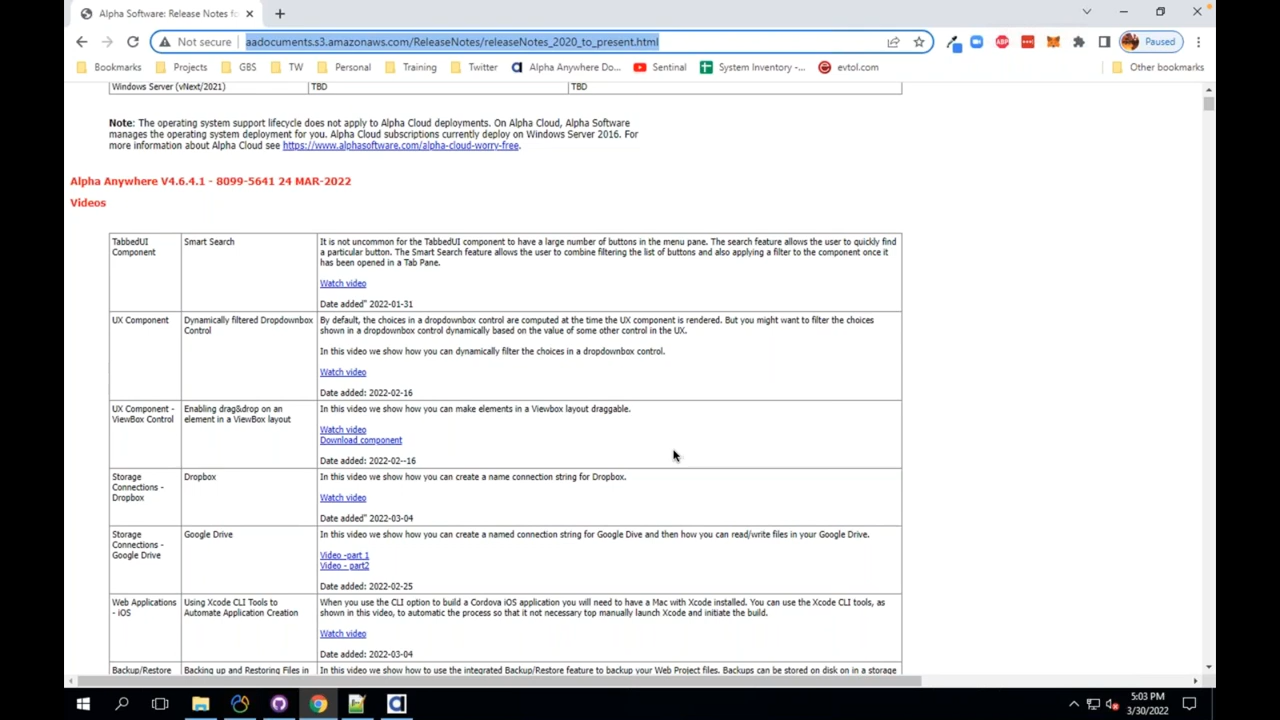 Alpha Software: Release Notes fo
Not secure
aadocuments.s3.amazonaws.com/ReleaseNotes/releaseNotes_2020_to_present.html
ABP
Paused
Bookmarks
Projects
GBS
TW
Personal
Training
Twitter
Alpha Anywhere Do...
Sentinal
System Inventory -...
evtol.com
Other bookmarks
Windows Server (vNext/2021)
TBD
TBD
Note: The operating system support lifecycle does not apply to Alpha Cloud deployments. On Alpha Cloud, Alpha Software
manages the operating system deployment for you. Alpha Cloud subscriptions currently deploy on Windows Server 2016. For
more information about Alpha Cloud see https://www.alphasoftware.com/alpha-cloud-worry-free.
Alpha Anywhere V4.6.4.1 - 8099-5641 24 MAR-2022
Videos
TabbedUI
Component
Smart Search
It is not uncommon for the TabbedUI component to have a large number of buttons in the menu pane. The search feature allows the user to quickly find
a particular button. The Smart Search feature allows the user to combine filtering the list of buttons and also applying a filter to the component once it
has been opened in a Tab Pane.
Watch video
Date added" 2022-01-31
UX Component
Dynamically filtered Dropdownbox
Control
By default, the choices in a dropdownbox control are computed at the time the UX component is rendered. But you might want to filter the choices
shown in a dropdownbox control dynamically based on the value of some other control in the UX.
In this video we show how you can dynamically filter the choices in a dropdownbox control.
Watch video
Date added: 2022-02-16
UX Component -
ViewBox Control
Enabling drag&drop on an
element in a ViewBox layout
In this video we show how you can make elements in a Viewbox layout draggable.
Watch video
Download component
Date added: 2022-02--16
Storage
Connections -
Dropbox
Dropbox
In this video we show how you can create a name connection string for Dropbox.
Watch video
Date added" 2022-03-04
Storage
Connections -
Google Drive
Google Drive
In this video we show how you can create a named connection string for Google Dive and then how you can read/write files in your Google Drive.
Video -part 1
Video - part2
Date added: 2022-02-25
Web Applications
- iOS
Using Xcode CLI Tools to
Automate Application Creation
When you use the CLI option to build a Cordova iOS application you will need to have a Mac with Xcode installed. You can use the Xcode CLI tools, as
shown in this video, to automatic the process so that it not necessary top manually launch Xcode and initiate the build.
Watch video
Date added: 2022-03-04
Backup/Restore
Backing up and Restoring Files in
In this video we show how to use the integrated Backup/Restore feature to backup your Web Project files. Backups can be stored on disk on in a storage
5:03 PM
3/30/2022